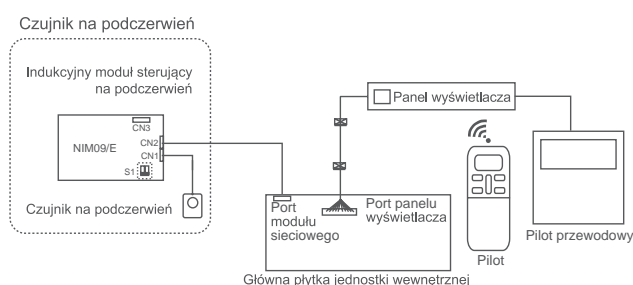 Czujnik na podczerwień
Indukcyjny moduł sterujący
na podczerwień
CN3
NIM09/E
CN2
CN1
S1
Czujnik na podczerwień
Panel wyświetlacza
Port
modułu
sieciowego
Port panelu
wyświetlacza
Pilot
Pilot przewodowy
Główna płytka jednostki wewnętrznej